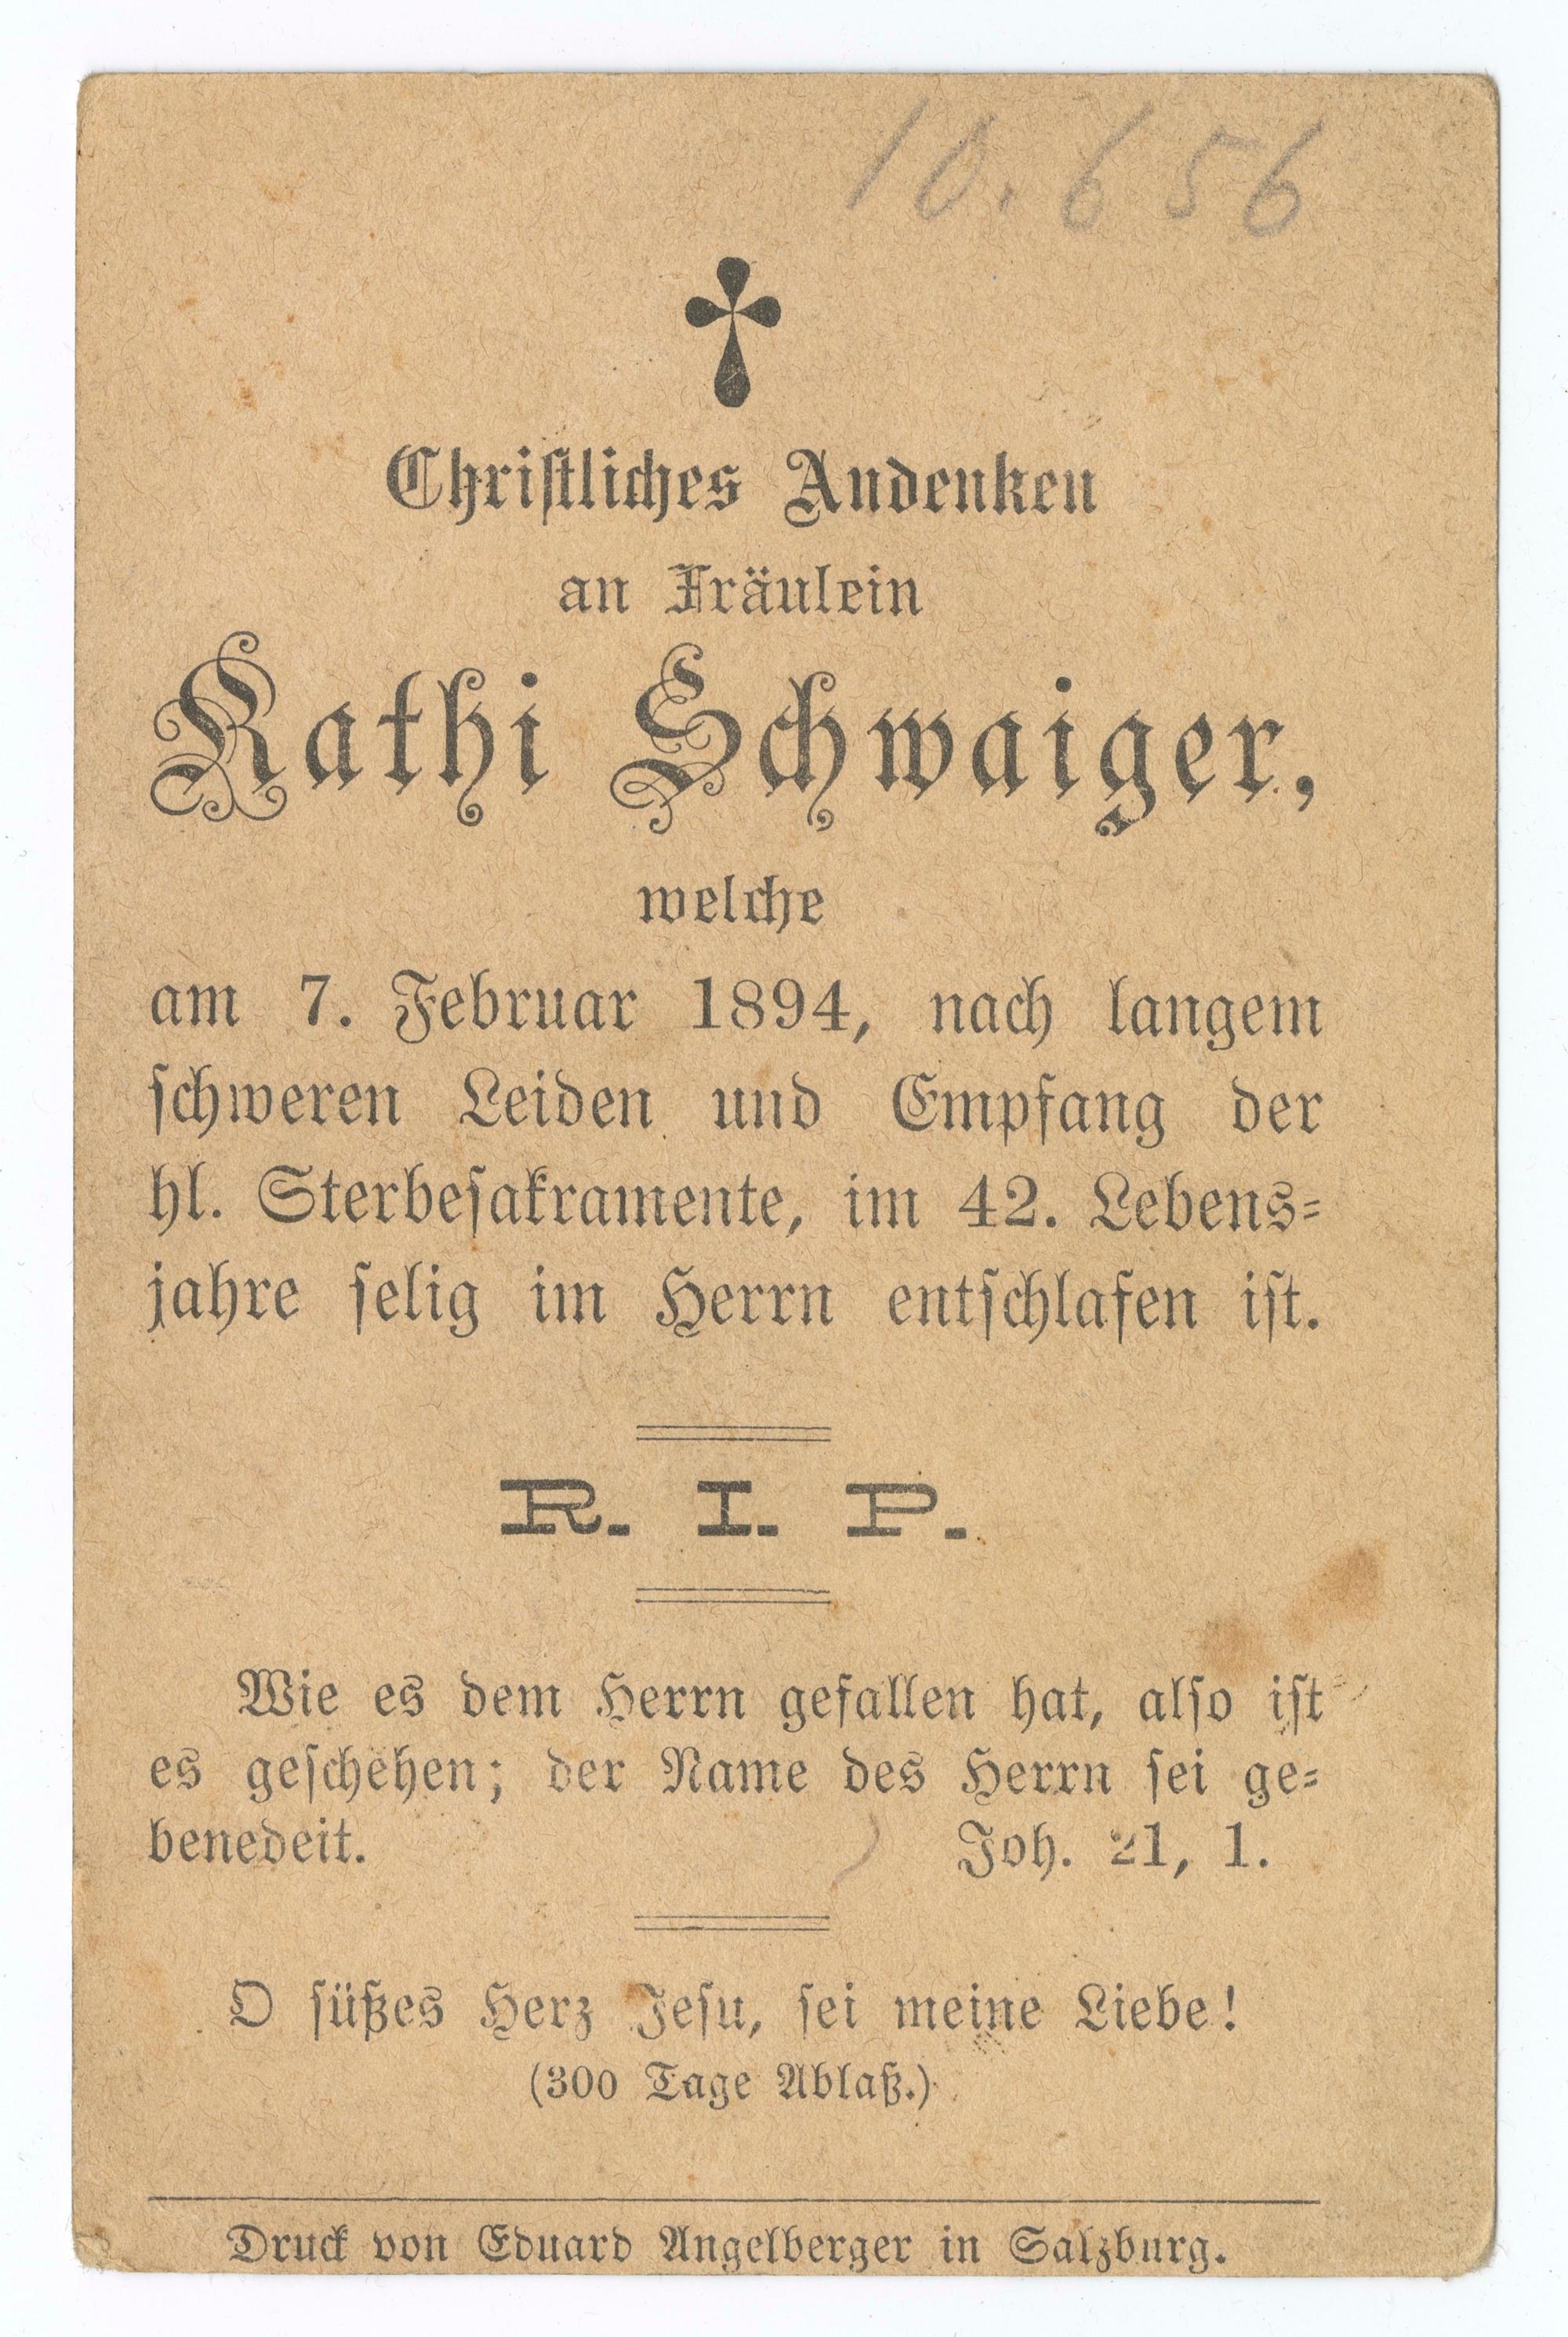 10.656
Christliches Andenken
an Fräulein
Kathi Schwaiger,
welche
am 7. Februar 1894, nach langem
schweren Leiden und Empfang der
hl. Sterbesakramente, im 42. Lebens-
jahre selig im Herrn entschlafen ist.
R. I. P.
Wie es dem Herrn gefallen hat, also ist
es geschehen; der Name des Herrn sei ge-
benedeit. Joh. 21, 1.
O süßes Herz Jesu, sei meine Liebe!
(300 Tage Ablaß.)
Druck von Eduard Angelberger in Salzburg.